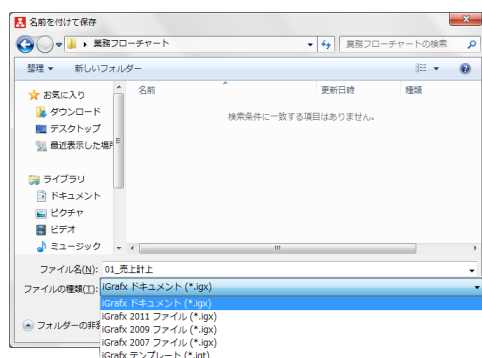 名前を付けて保存
業務フローチャート
業務フローチャートの検索
整理 新しいフォルダー
名前 更新日時 種類
検索条件に一致する項目はありません。
お気に入り
ダウンロード
デスクトップ
最近表示した場所
ライブラリ
ドキュメント
ピクチャ
ビデオ
ミュージック
ファイル名(N): 01_売上計上
ファイルの種類(T): iGrafx ドキュメント (*.igx)
iGrafx ドキュメント (*.igx)
iGrafx 2011 ファイル (*.igx)
iGrafx 2009 ファイル (*.igx)
iGrafx 2007 ファイル (*.igx)
iGrafx テンプレート (*.igt)
フォルダーの非